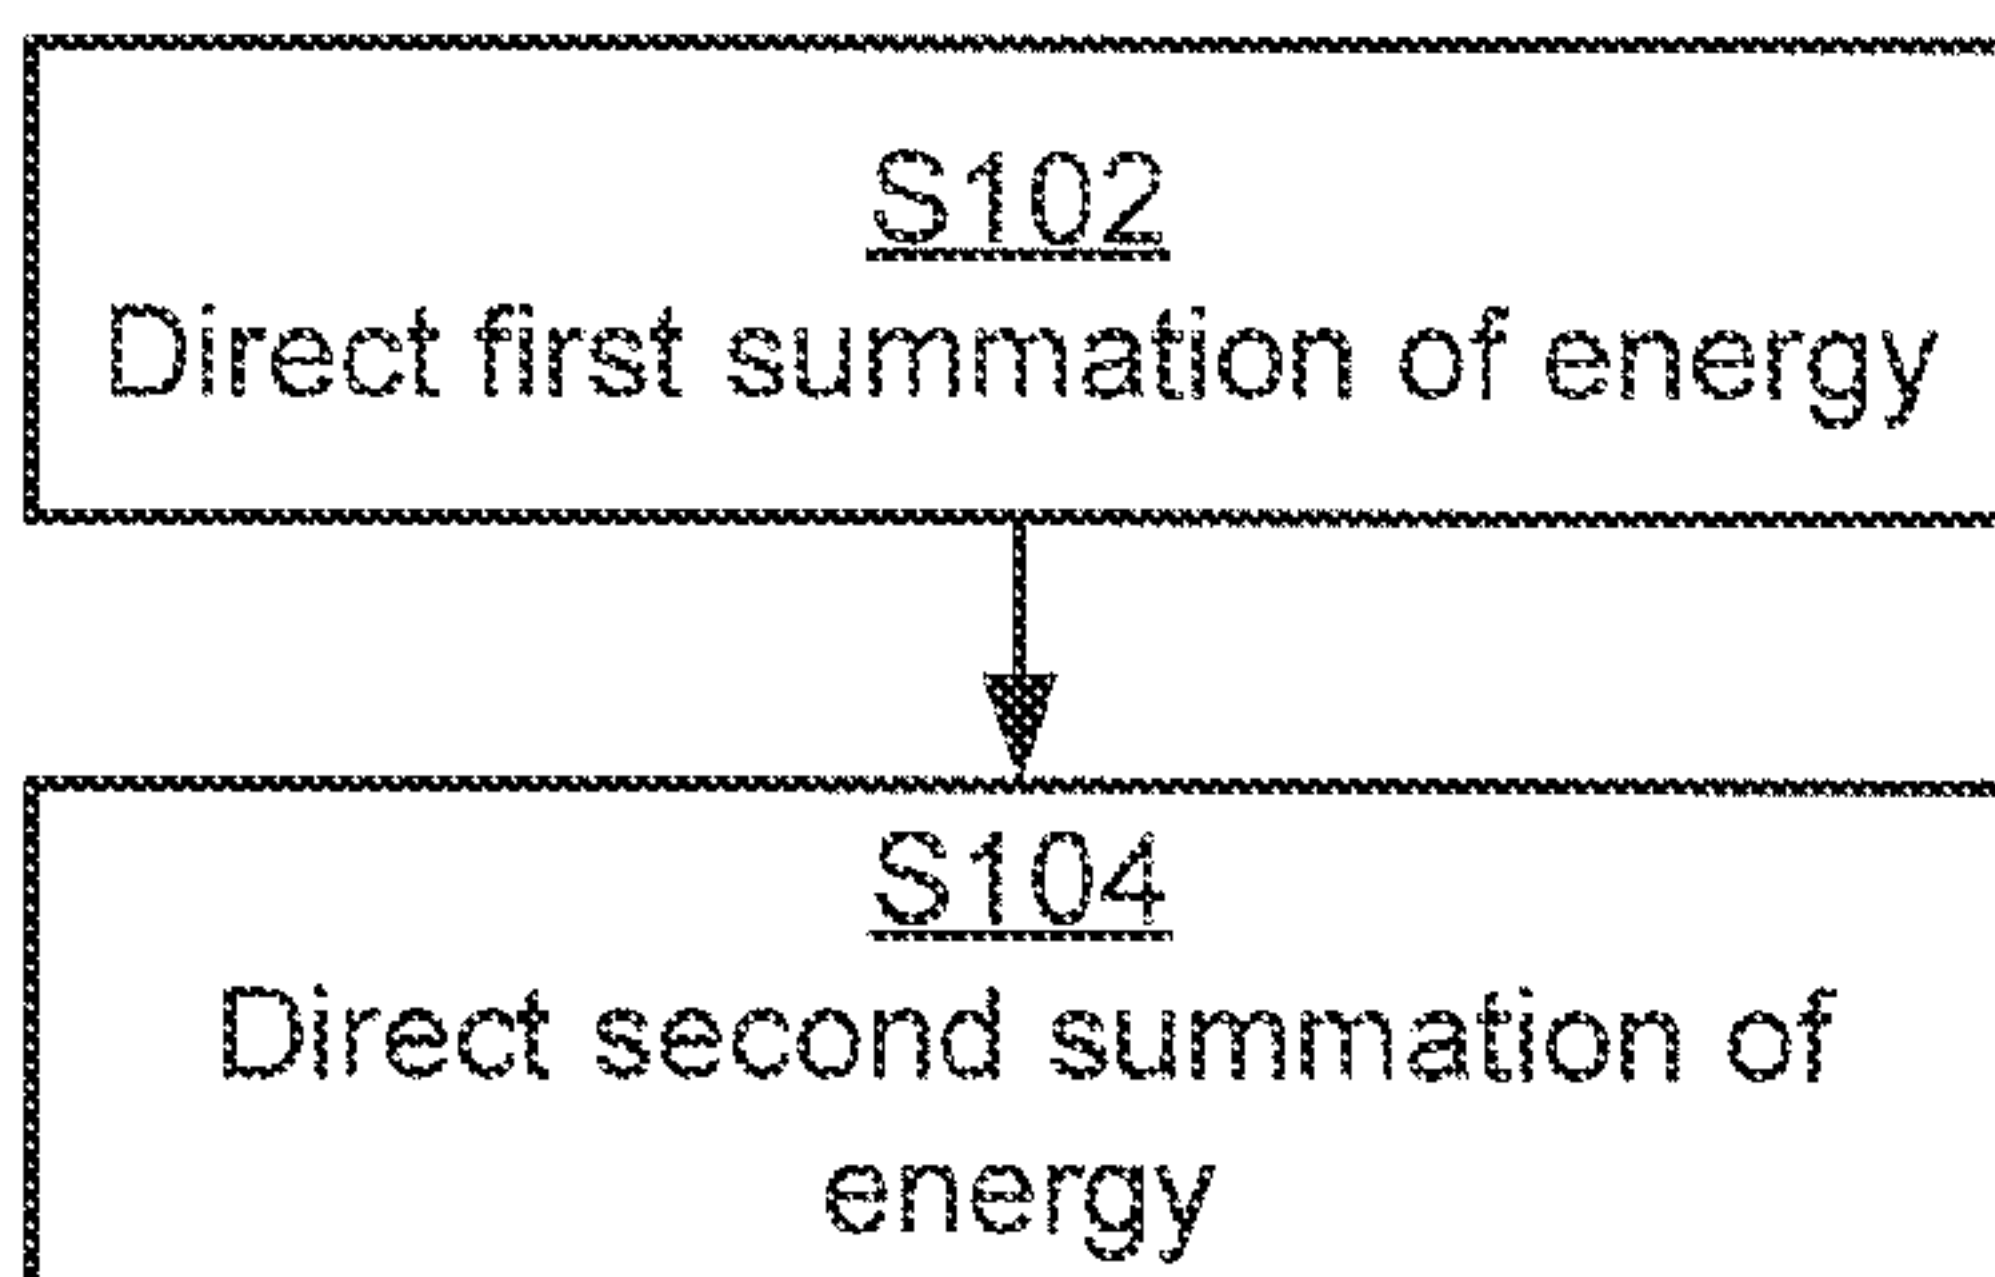 S102
Direct first summation of energy
S104
Direct second summation of
energy